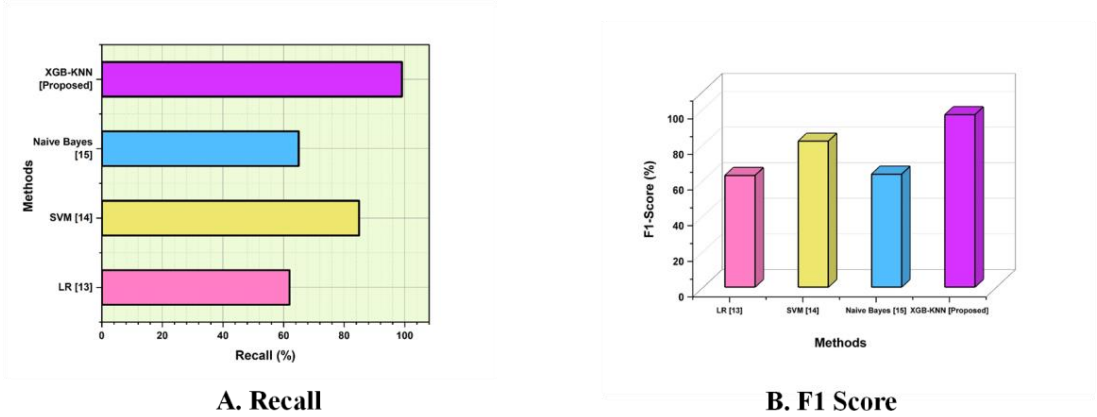 XGB-KNN
[Proposed]
Naive Bayes
[15]
SVM [14]
LR [13]
Methods
0 20 40 60 80 100
Recall (%)
A. Recall
100
80
60
40
20
0
F1-Score (%)
LR [13] SVM [14] Naive Bayes [15] XGB-KNN [Proposed]
Methods
B. F1 Score